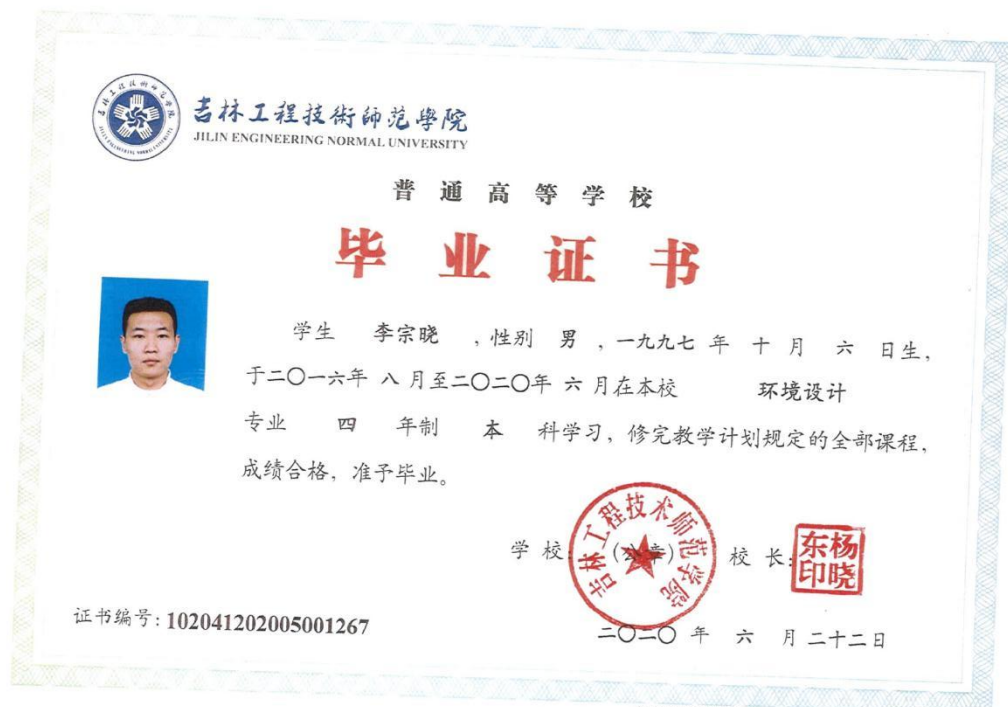 吉林工程技術師范學院
JILIN ENGINEERING NORMAL UNIVERSITY
普通高等学校
毕业证书
学生 李宗晓 ，性别 男 ，一九九七 年 十 月 六 日生，
于二〇一六年 八 月至二〇二〇年 六 月在本校 环境设计
专业 四 年制 本 科学习，修完教学计划规定的全部课程，
成绩合格，准予毕业。
学 校：（公章） 校 长：
吉林工程技术师范学院
杨晓东印
证书编号：102041202005001267
二〇二〇 年 六 月 二十二日